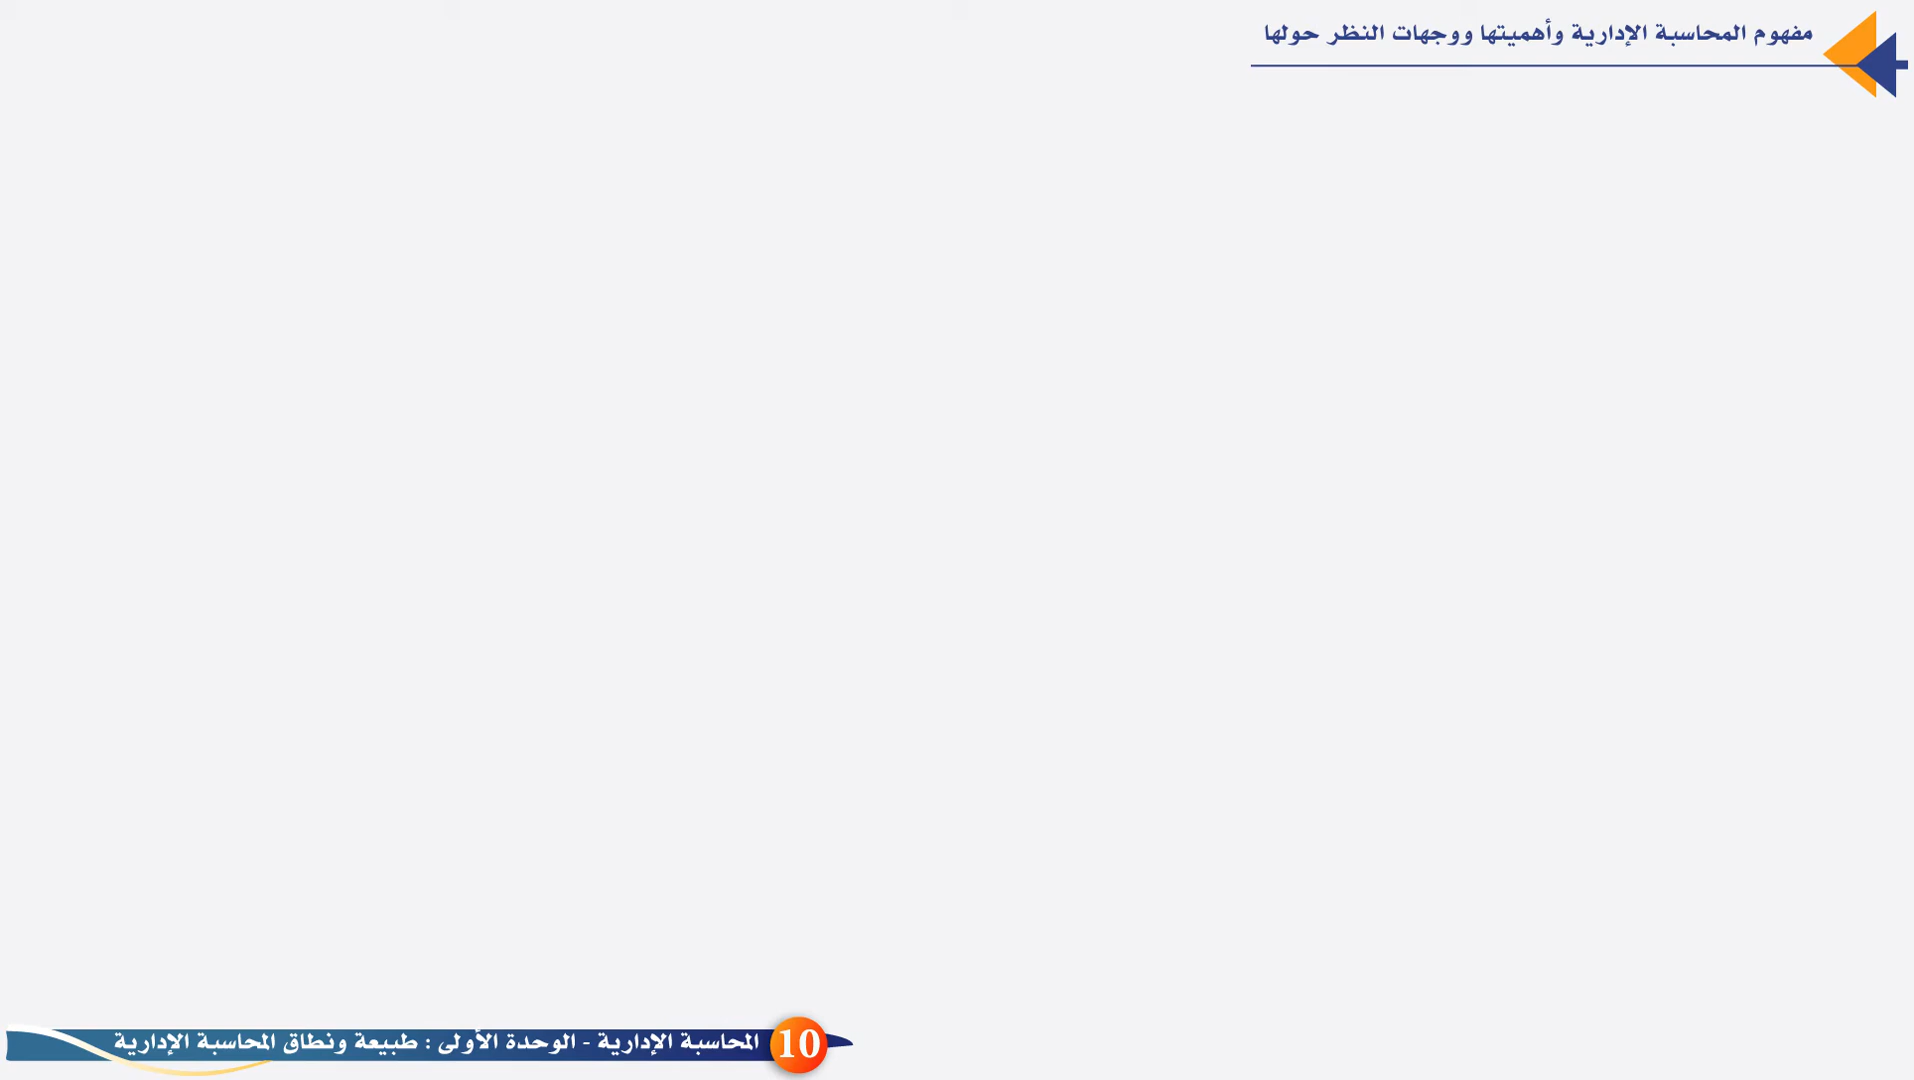 مفهوم المحاسبة الإدارية وأهميتها ووجهات النظر حولها
10
المحاسبة الإدارية - الوحدة الأولى : طبيعة ونطاق المحاسبة الإدارية